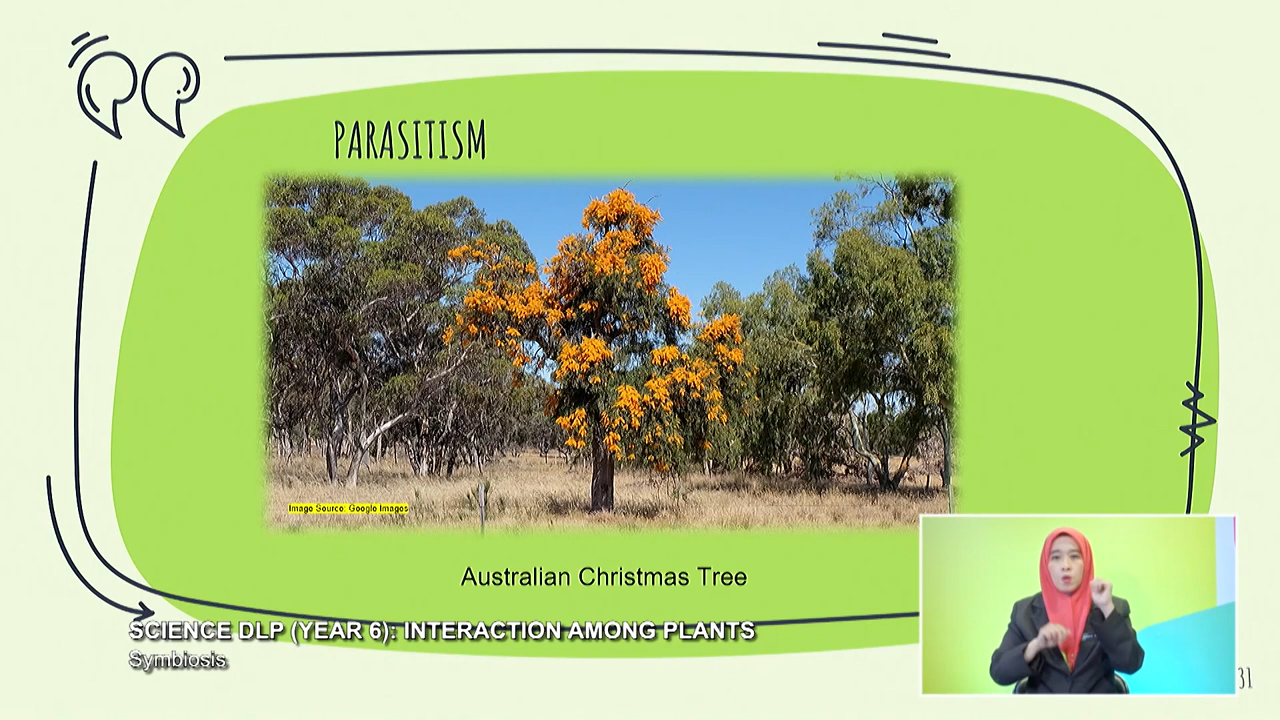 PARASITISM
Image Source: Google Images
Australian Christmas Tree
SCIENCE DLP (YEAR 6): INTERACTION AMONG PLANTS
Symbiosis
31